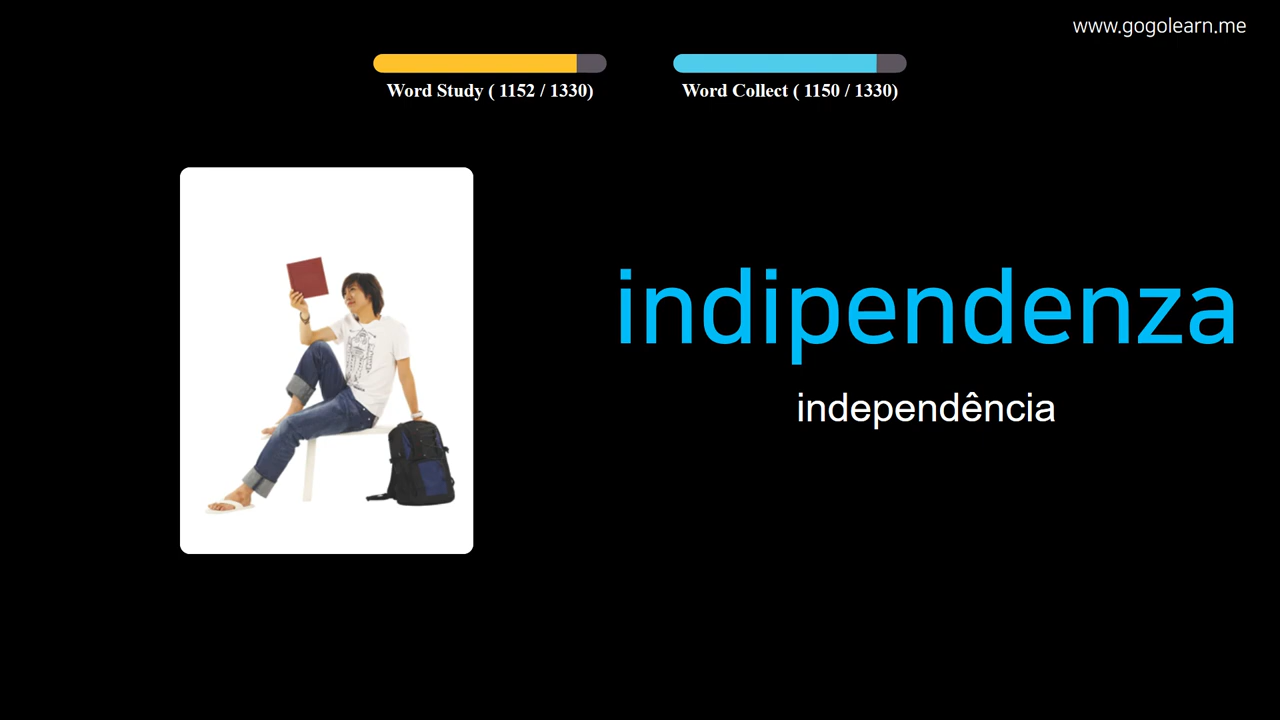 www.gogolearn.me
Word Study ( 1152 / 1330)
Word Collect ( 1150 / 1330)
indipendenza
independência